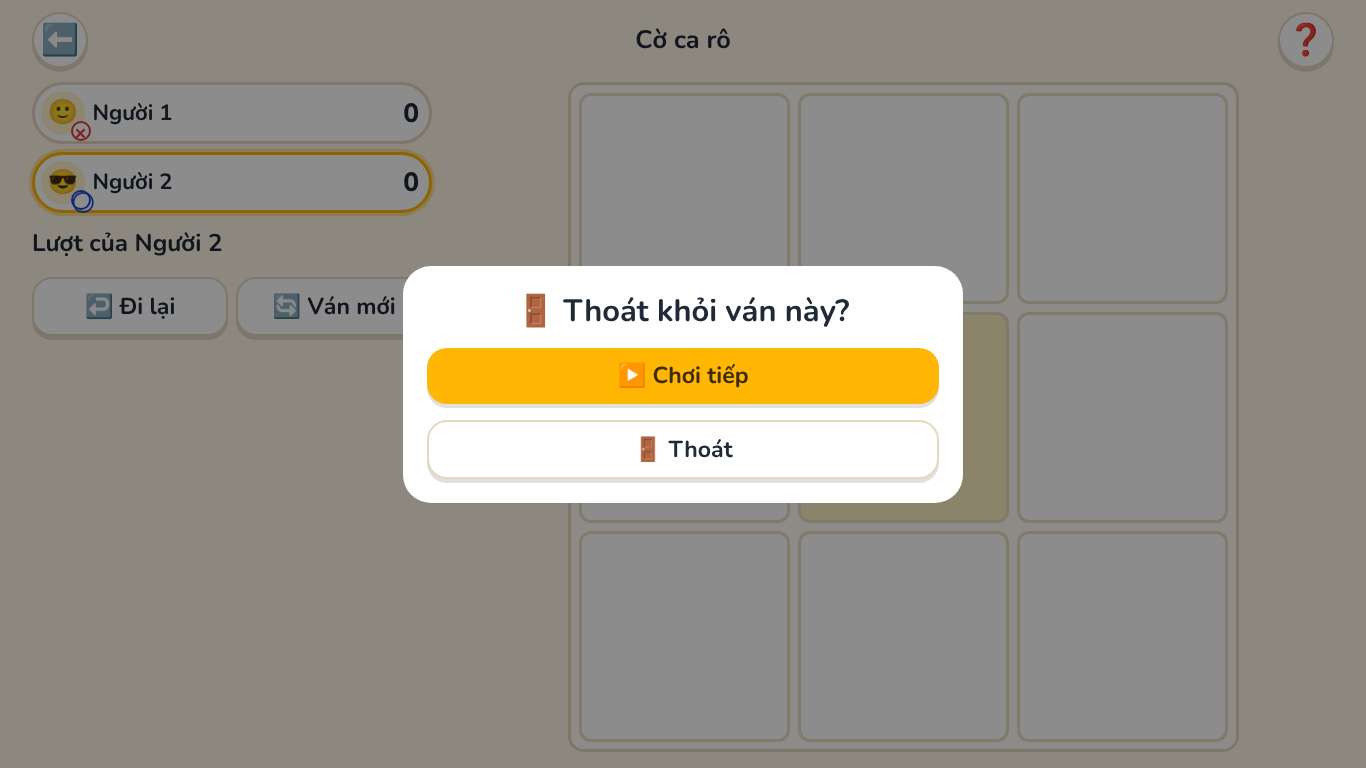 Cờ ca rô
Người 1 0
Người 2 0
Lượt của Người 2
Đi lại
Ván mới
Thoát khỏi ván này?
Chơi tiếp
Thoát